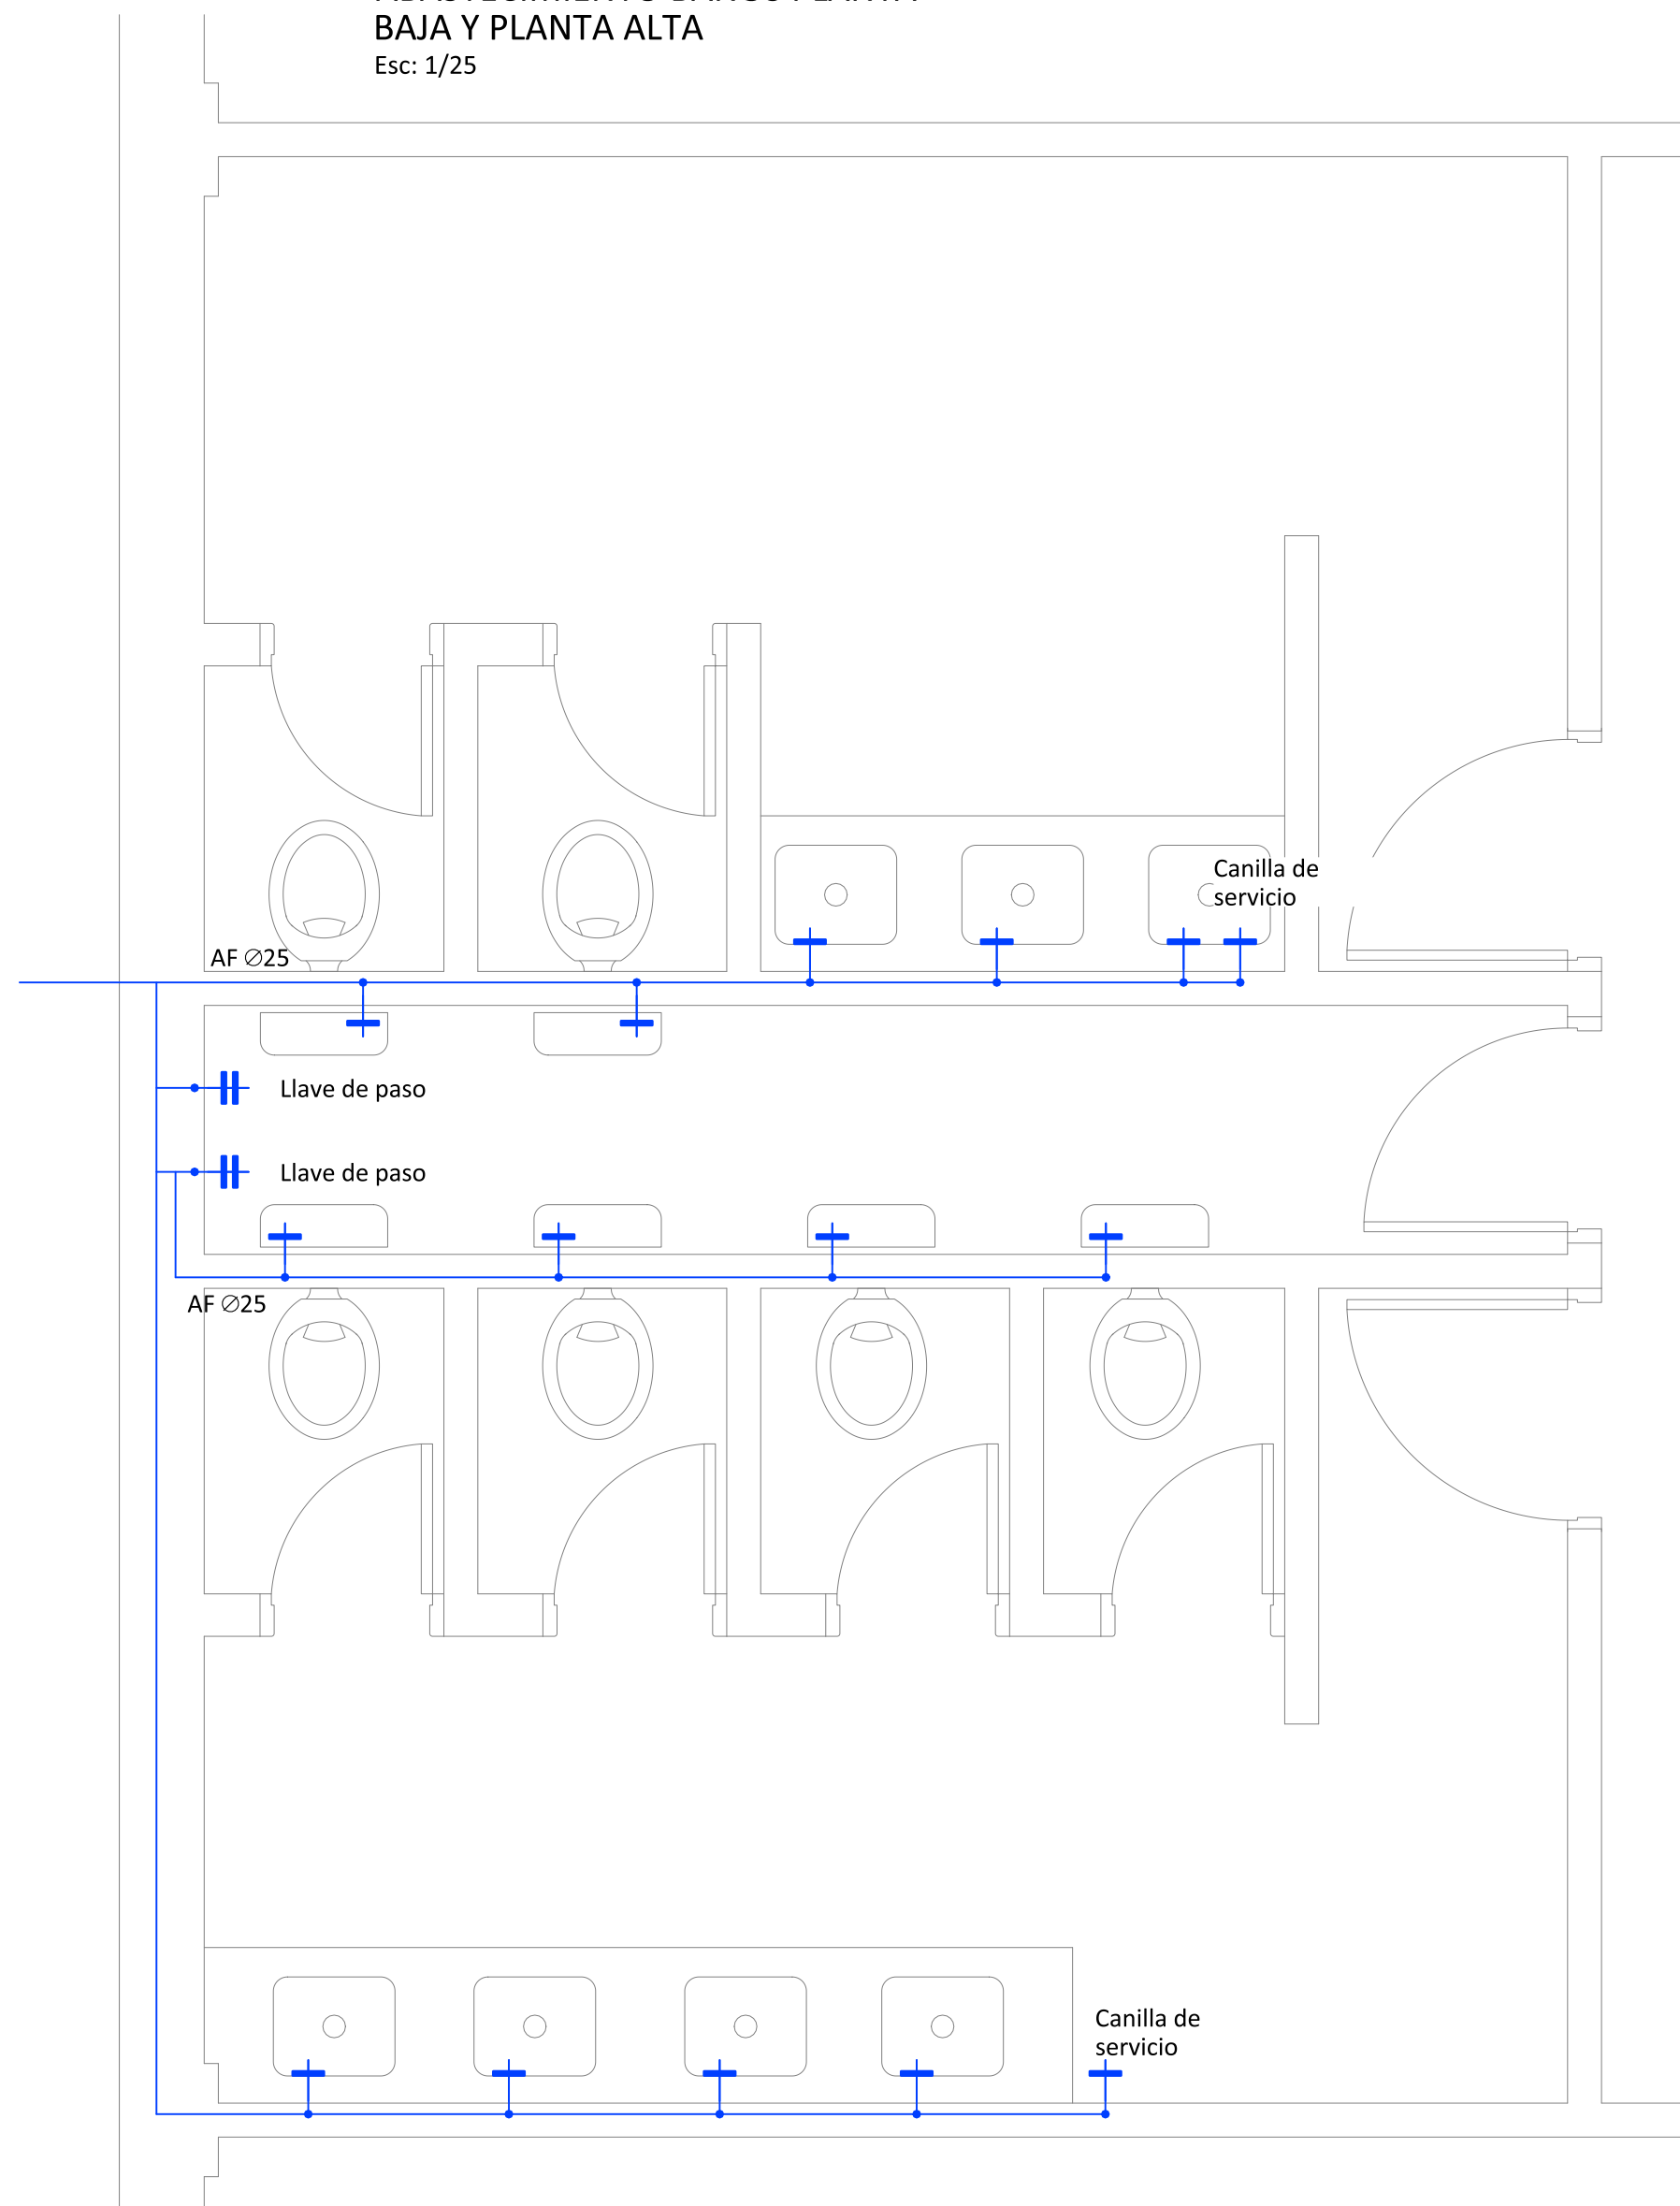 BAJA Y PLANTA ALTA
Esc: 1/25
Canilla de
servicio
AF ∅25
Llave de paso
Llave de paso
AF ∅25
Canilla de
servicio